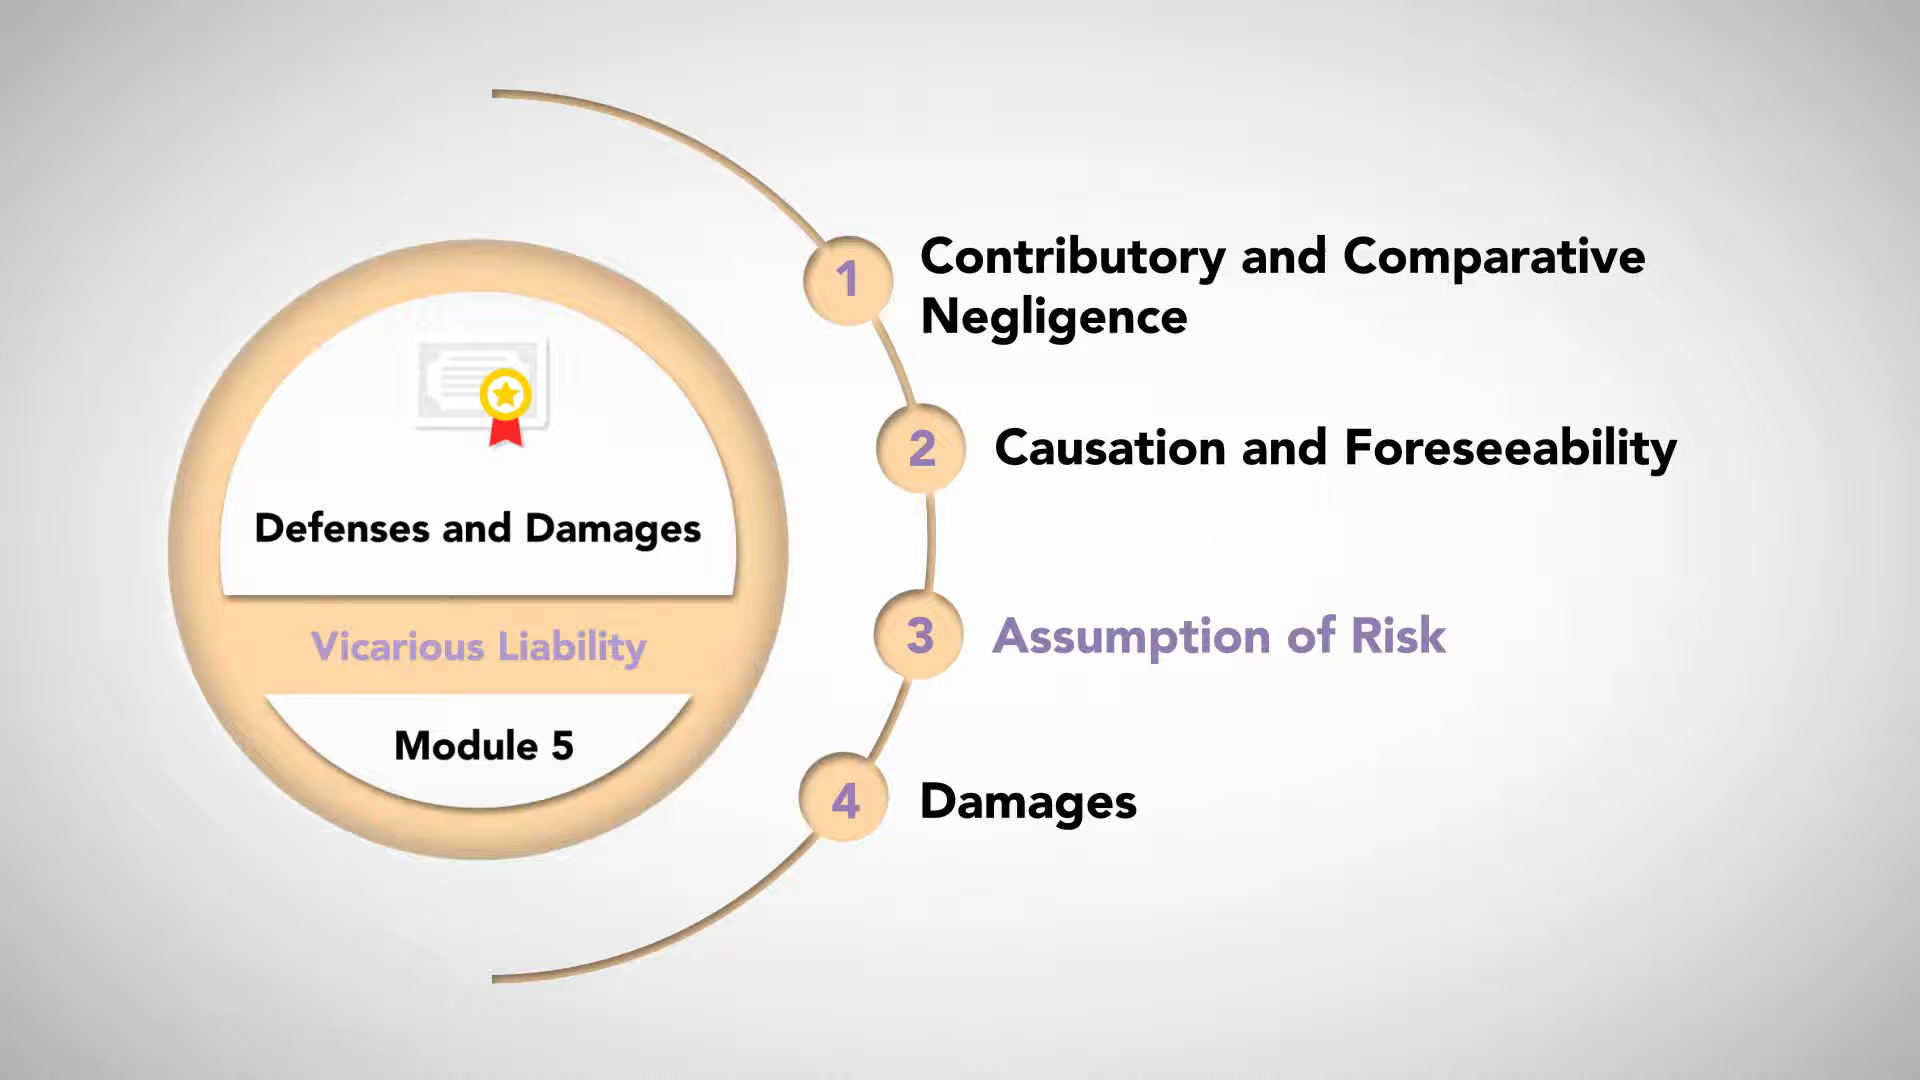 Defenses and Damages
Vicarious Liability
Module 5
1
Contributory and Comparative
Negligence
2
Causation and Foreseeability
3
Assumption of Risk
4
Damages